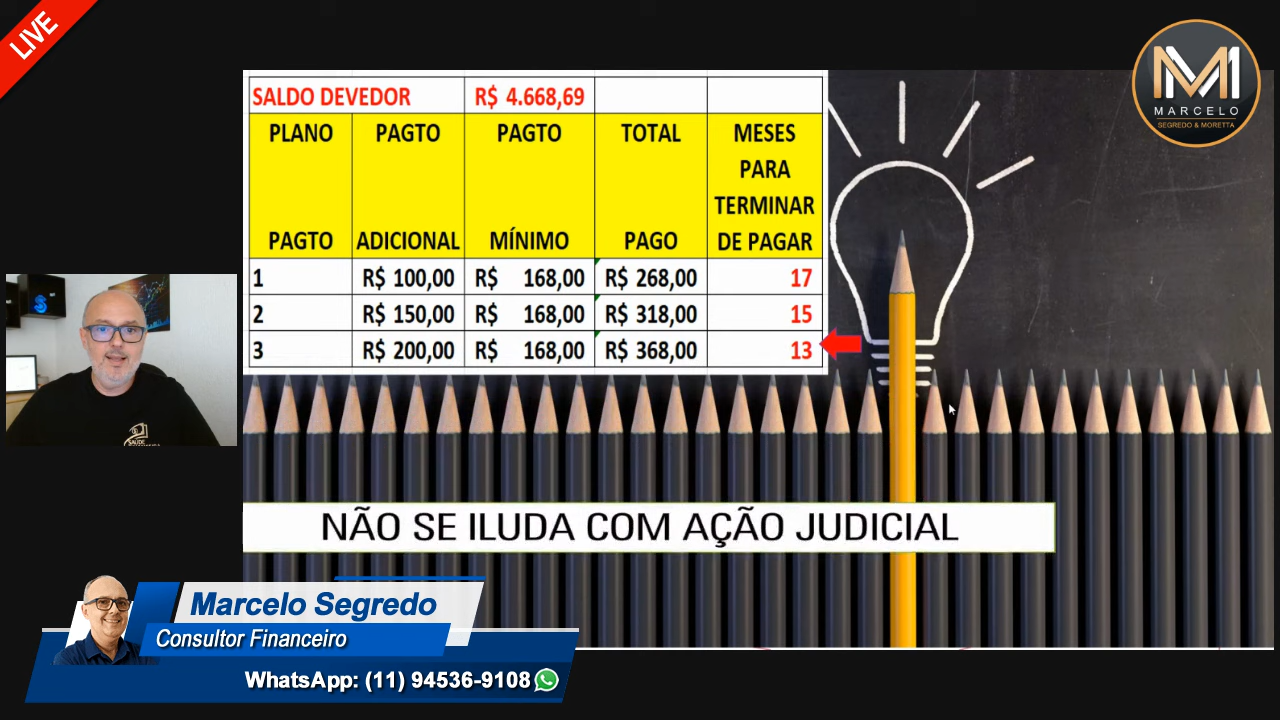 LIVE
MARCELO
SEGREDO & MORETTA
SALDO DEVEDOR R$ 4.668,69
PLANO PAGTO PAGTO TOTAL MESES
PARA
TERMINAR
PAGTO ADICIONAL MÍNIMO PAGO DE PAGAR
1 R$ 100,00 R$ 168,00 R$ 268,00 17
2 R$ 150,00 R$ 168,00 R$ 318,00 15
3 R$ 200,00 R$ 168,00 R$ 368,00 13
NÃO SE ILUDA COM AÇÃO JUDICIAL
Marcelo Segredo
Consultor Financeiro
WhatsApp: (11) 94536-9108